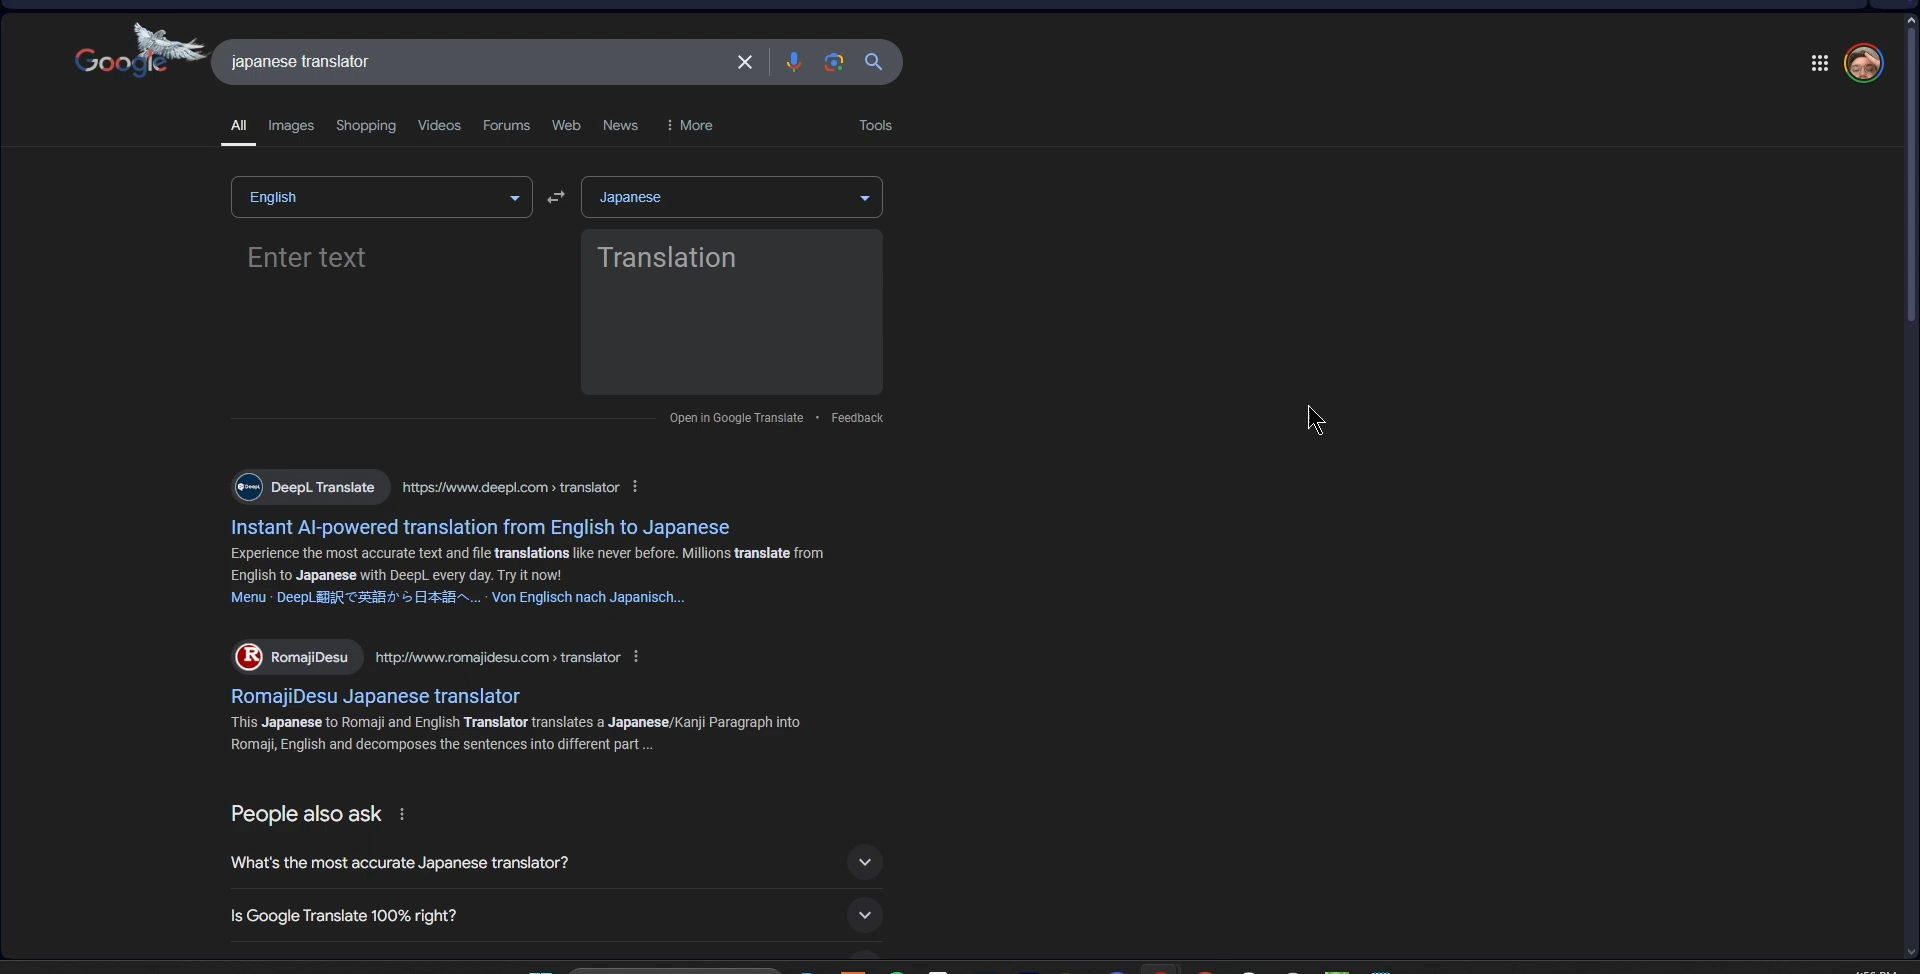 Google
japanese translator
All Images Shopping Videos Forums Web News More Tools
English Japanese
Enter text Translation
Open in Google Translate • Feedback
DeepL Translate https://www.deepl.com › translator
Instant AI-powered translation from English to Japanese
Experience the most accurate text and file translations like never before. Millions translate from
English to Japanese with DeepL every day. Try it now!
Menu · DeepL翻訳で英語から日本語へ... · Von Englisch nach Japanisch...
RomajiDesu http://www.romajidesu.com › translator
RomajiDesu Japanese translator
This Japanese to Romaji and English Translator translates a Japanese/Kanji Paragraph into
Romaji, English and decomposes the sentences into different part ...
People also ask
What's the most accurate Japanese translator?
Is Google Translate 100% right?